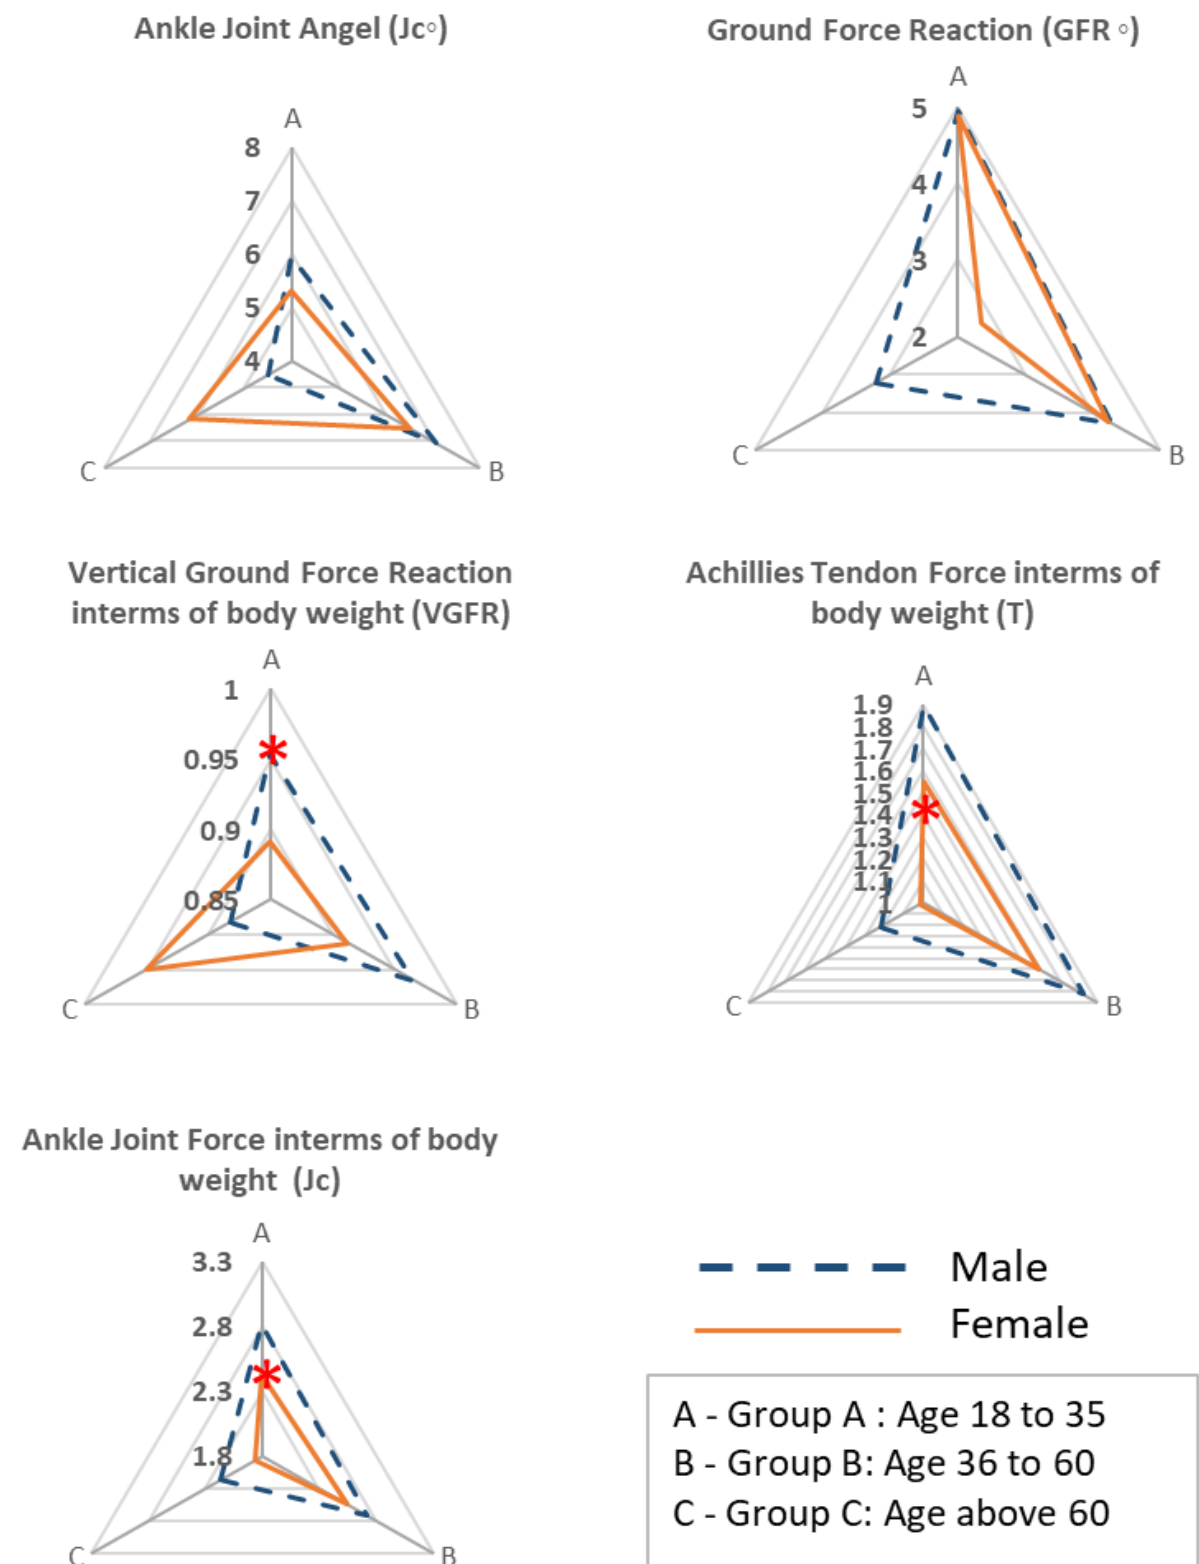 Ankle Joint Angel (Jc◦)
A
8
7
6
5
4
C
B
Ground Force Reaction (GFR ◦)
A
5
4
3
2
C
B
Vertical Ground Force Reaction
interms of body weight (VGFR)
A
1
0.95
0.9
0.85
C
B
Achillies Tendon Force interms of
body weight (T)
A
1.9
1.8
1.7
1.6
1.5
1.4
1.3
1.2
1.1
1
C
B
Ankle Joint Force interms of body
weight (Jc)
A
3.3
2.8
2.3
1.8
C
B
Male
Female
A - Group A : Age 18 to 35
B - Group B: Age 36 to 60
C - Group C: Age above 60